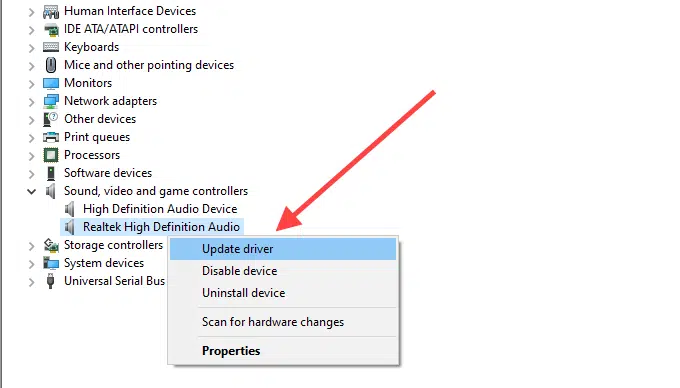 Human Interface Devices
IDE ATA/ATAPI controllers
Keyboards
Mice and other pointing devices
Monitors
Network adapters
Other devices
Print queues
Processors
Software devices
Sound, video and game controllers
High Definition Audio Device
Realtek High Definition Audio
Storage controllers
System devices
Universal Serial Bus
Update driver
Disable device
Uninstall device
Scan for hardware changes
Properties